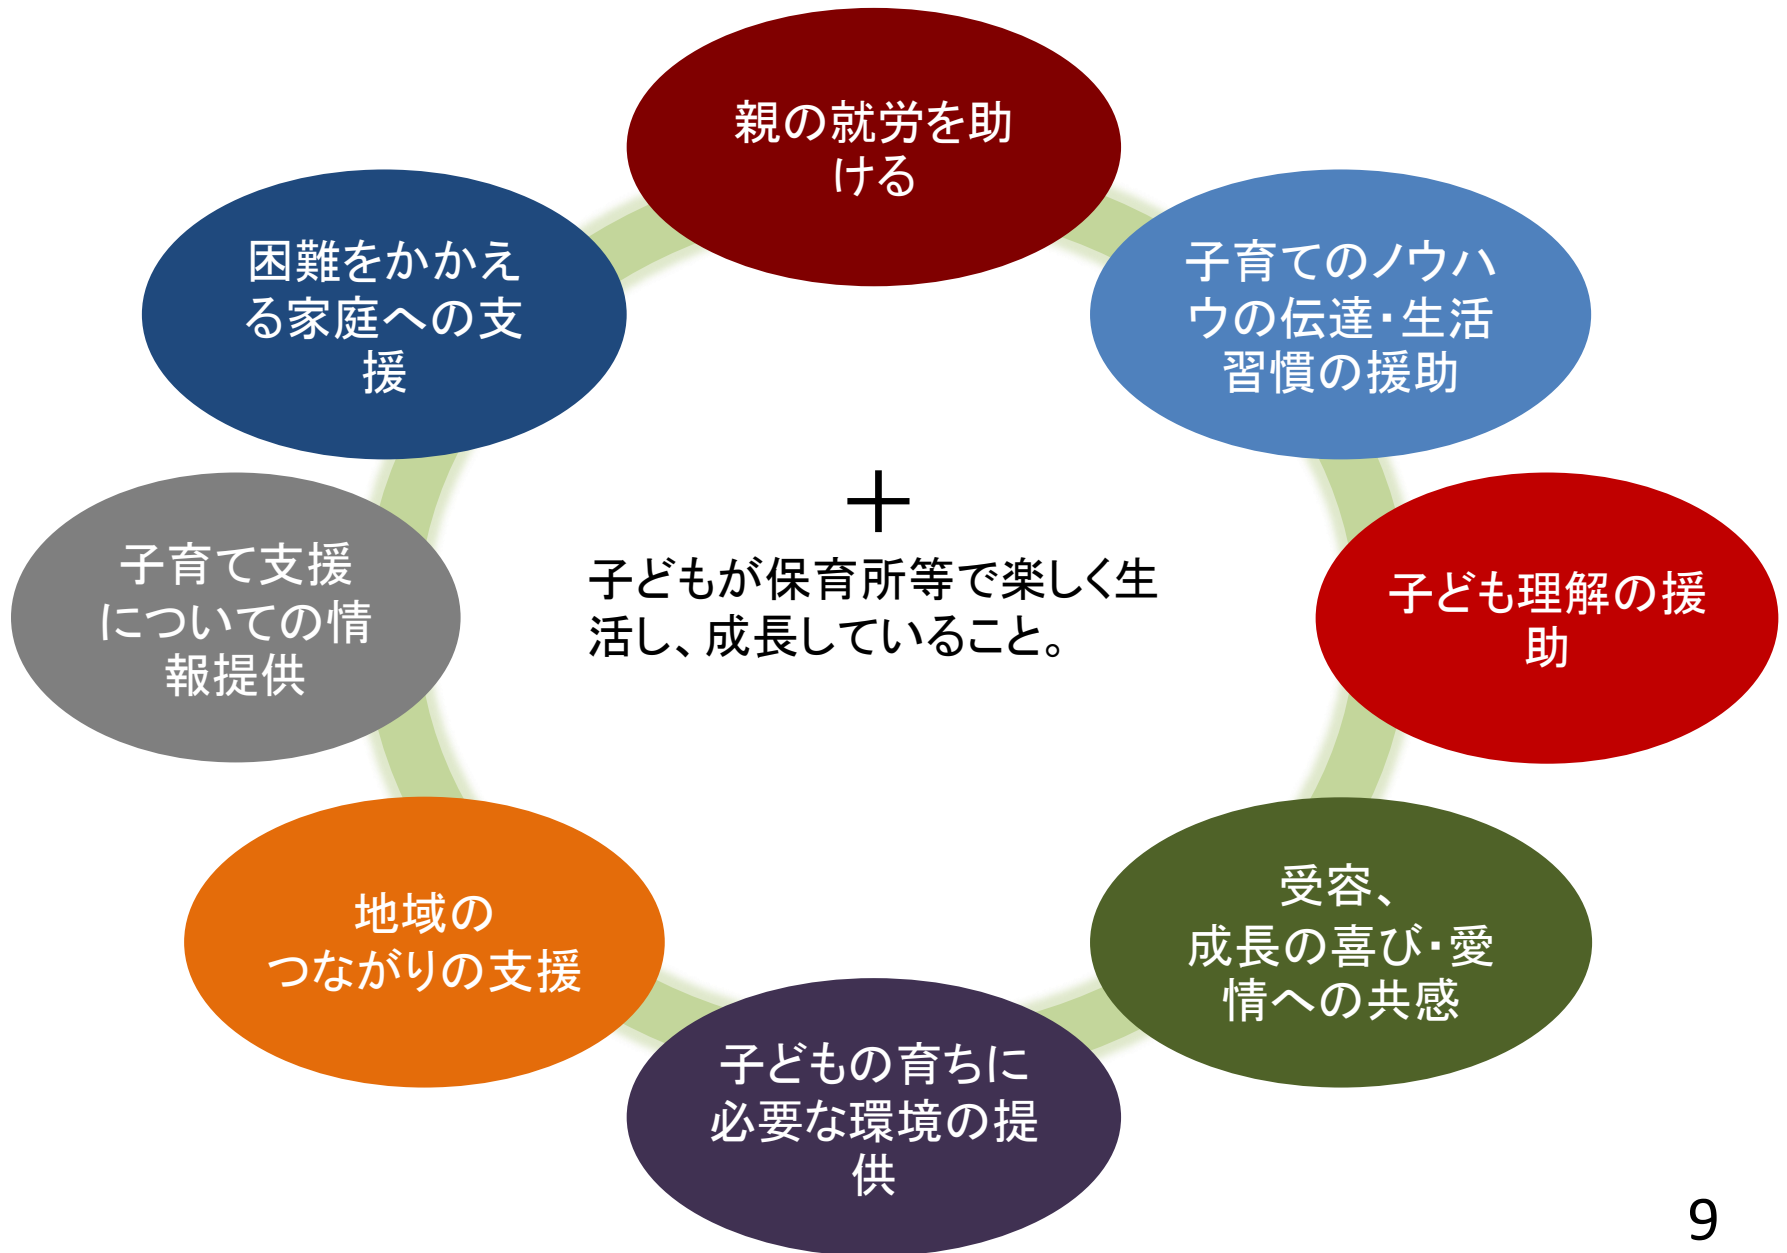 親の就労を助
ける
子育てのノウハ
ウの伝達・生活
習慣の援助
子ども理解の援
助
受容、
成長の喜び・愛
情への共感
子どもの育ちに
必要な環境の提
供
地域の
つながりの支援
子育て支援
についての情
報提供
困難をかかえ
る家庭への支
援
＋
子どもが保育所等で楽しく生
活し、成長していること。
9